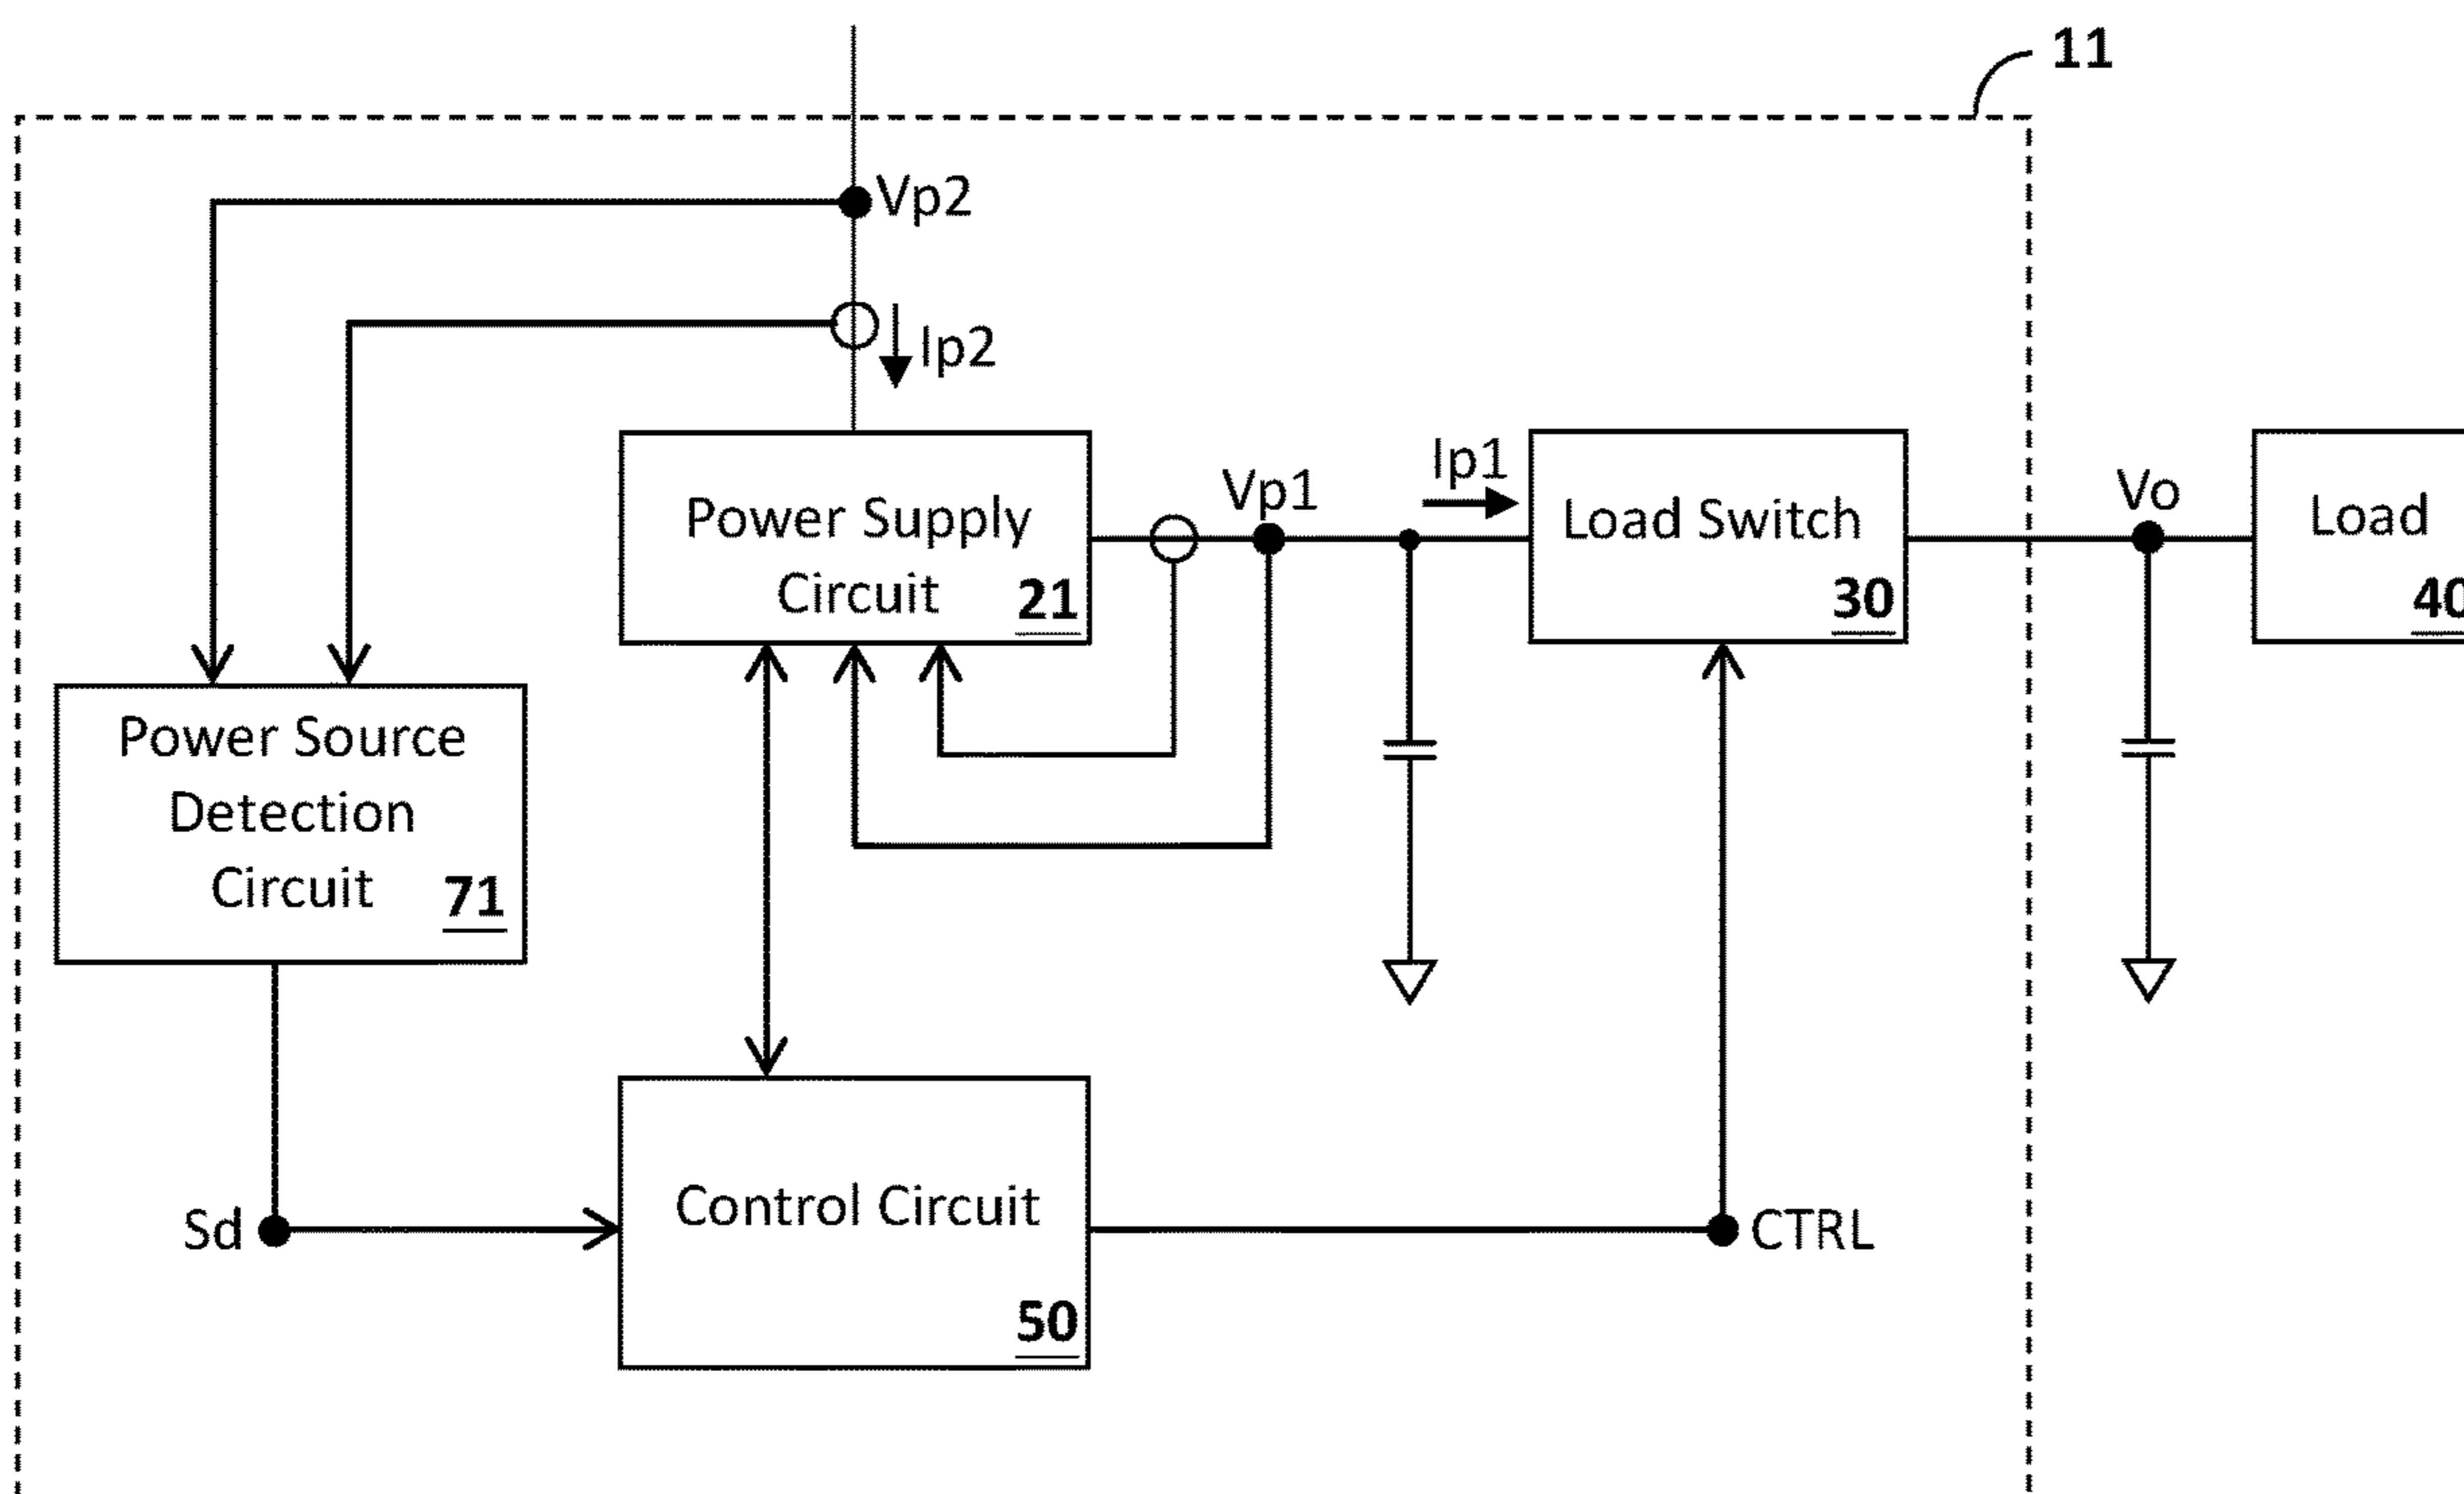 11
Vp2
Ip2
Power Supply
Circuit
21
Vp1
Ip1
Load Switch
30
Vo
Load
40
Power Source
Detection
Circuit
71
Sd
Control Circuit
50
CTRL